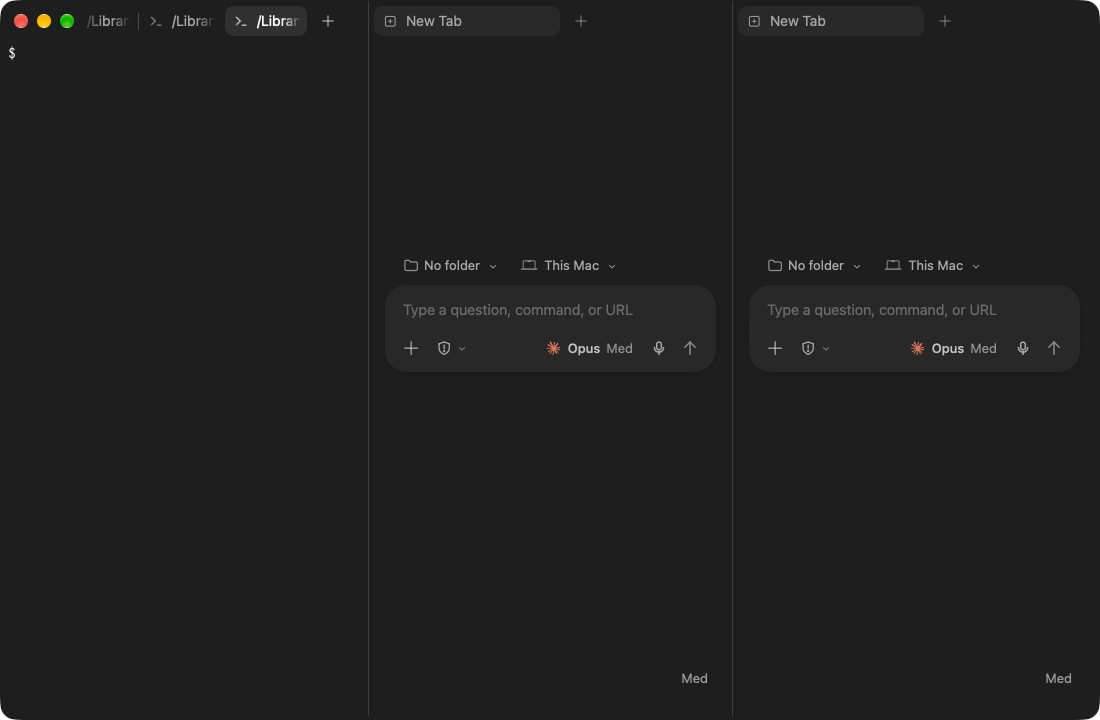 /Librar
/Librar
/Librar
New Tab
New Tab
$
No folder
This Mac
Type a question, command, or URL
Opus Med
Med
No folder
This Mac
Type a question, command, or URL
Opus Med
Med